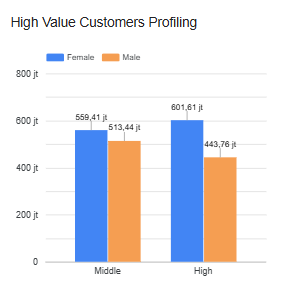 High Value Customers Profiling
Female Male
800 jt
600 jt
400 jt
200 jt
0
559,41 jt
513,44 jt
601,61 jt
443,76 jt
Middle High